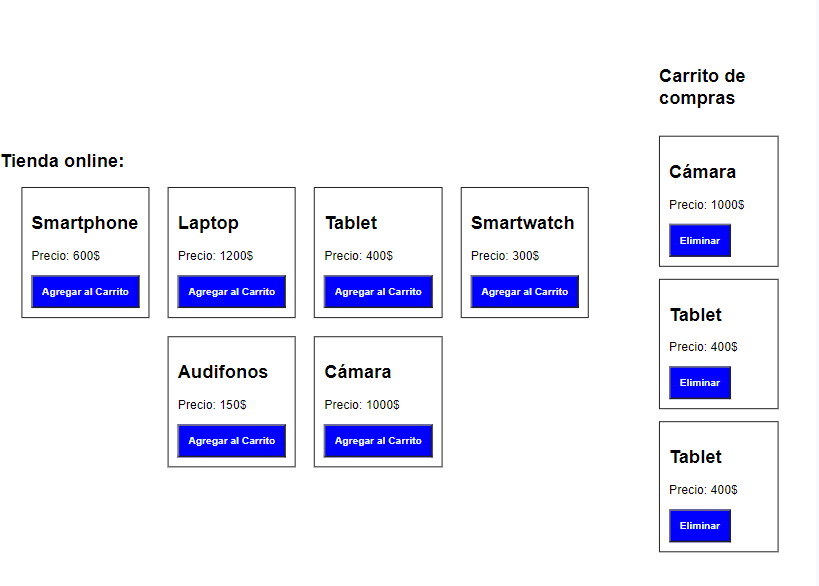 Tienda online:
Smartphone
Precio: 600$
Agregar al Carrito
Laptop
Precio: 1200$
Agregar al Carrito
Tablet
Precio: 400$
Agregar al Carrito
Smartwatch
Precio: 300$
Agregar al Carrito
Audifonos
Precio: 150$
Agregar al Carrito
Cámara
Precio: 1000$
Agregar al Carrito
Carrito de
compras
Cámara
Precio: 1000$
Eliminar
Tablet
Precio: 400$
Eliminar
Tablet
Precio: 400$
Eliminar